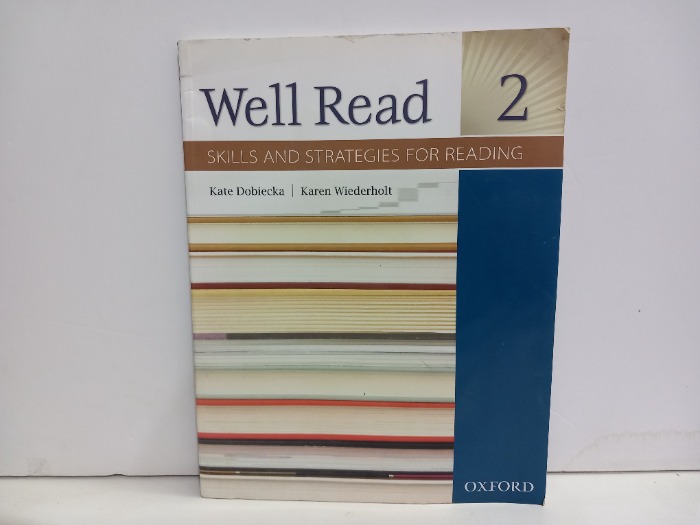 Well Read 2
SKILLS AND STRATEGIES FOR READING
Kate Dobiecka | Karen Wiederholt
OXFORD